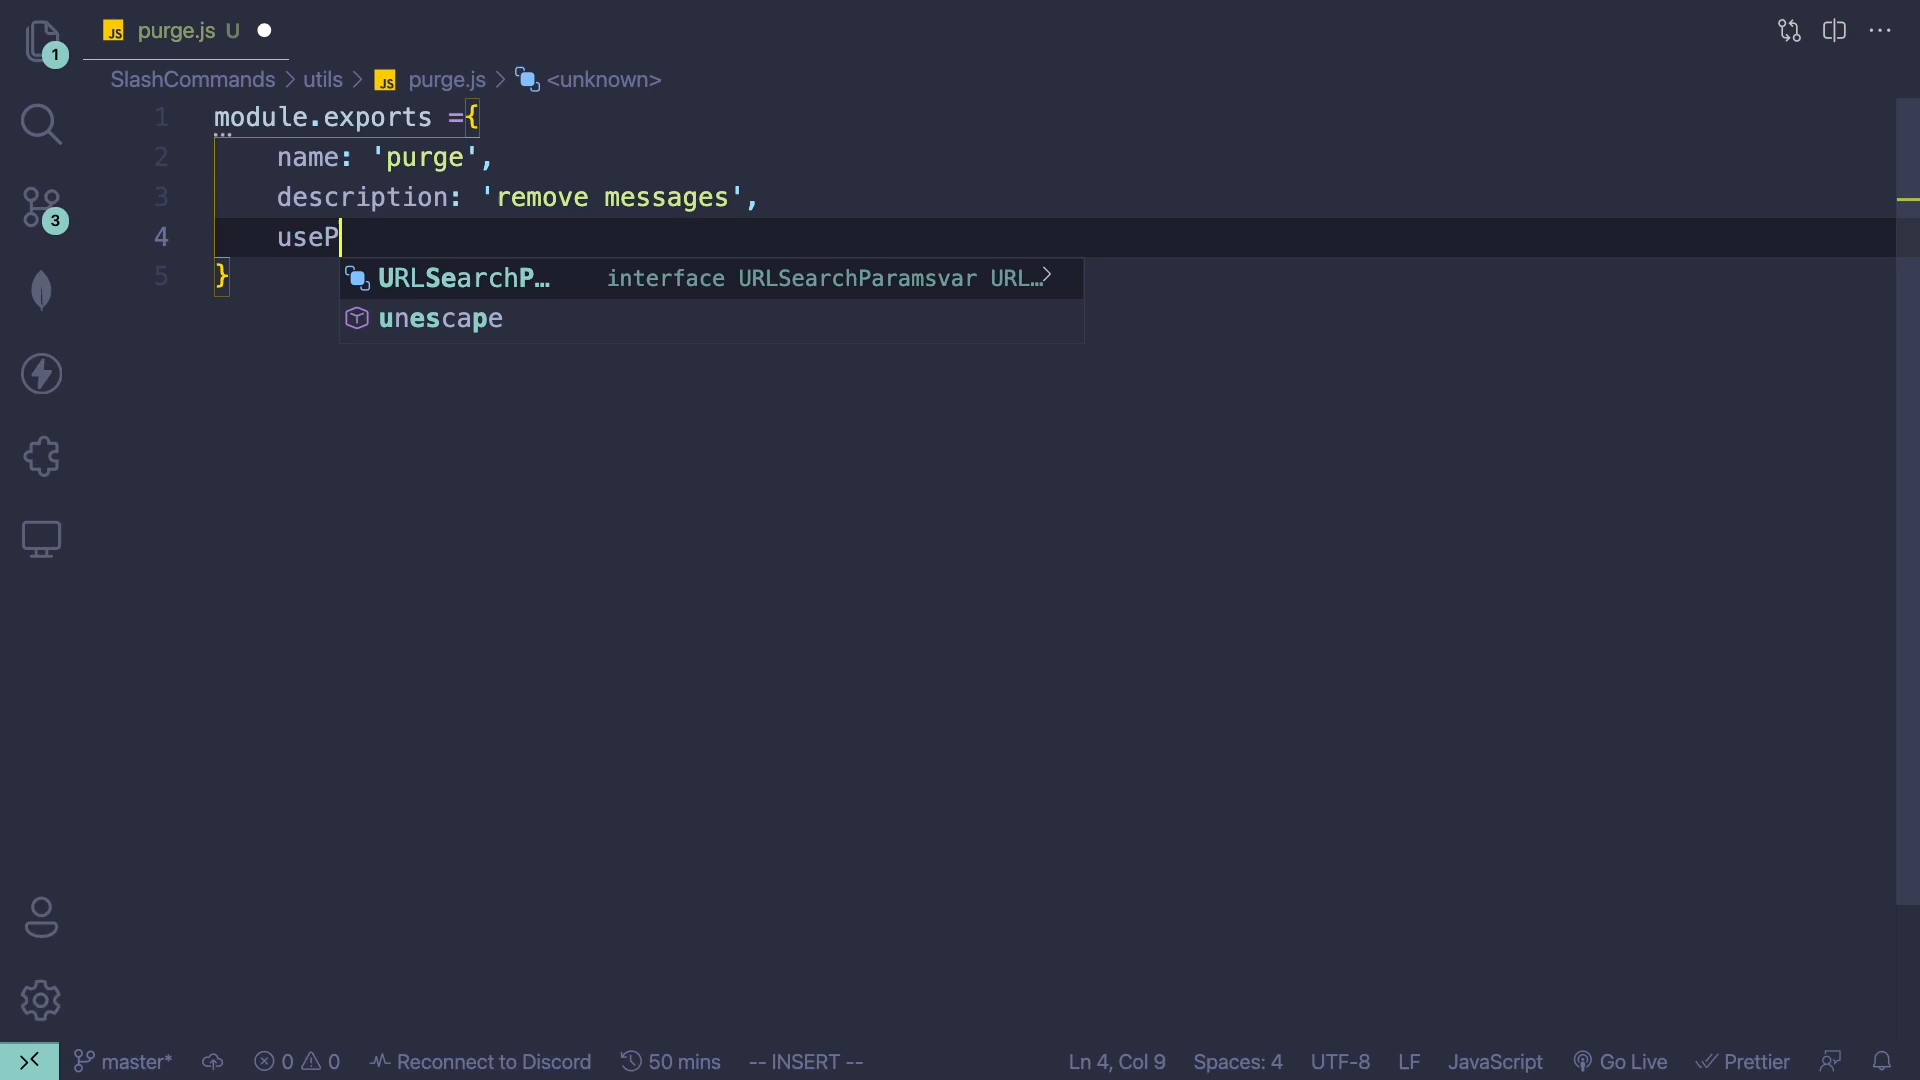 JS purge.js U
1
SlashCommands > utils > JS purge.js > <unknown>
1 module.exports ={
2 name: 'purge',
3 description: 'remove messages',
4 useP
URLSearchP… interface URLSearchParamsvar URL…>
5 }
unescape
3
master* 0 0 Reconnect to Discord 50 mins -- INSERT -- Ln 4, Col 9 Spaces: 4 UTF-8 LF JavaScript Go Live Prettier